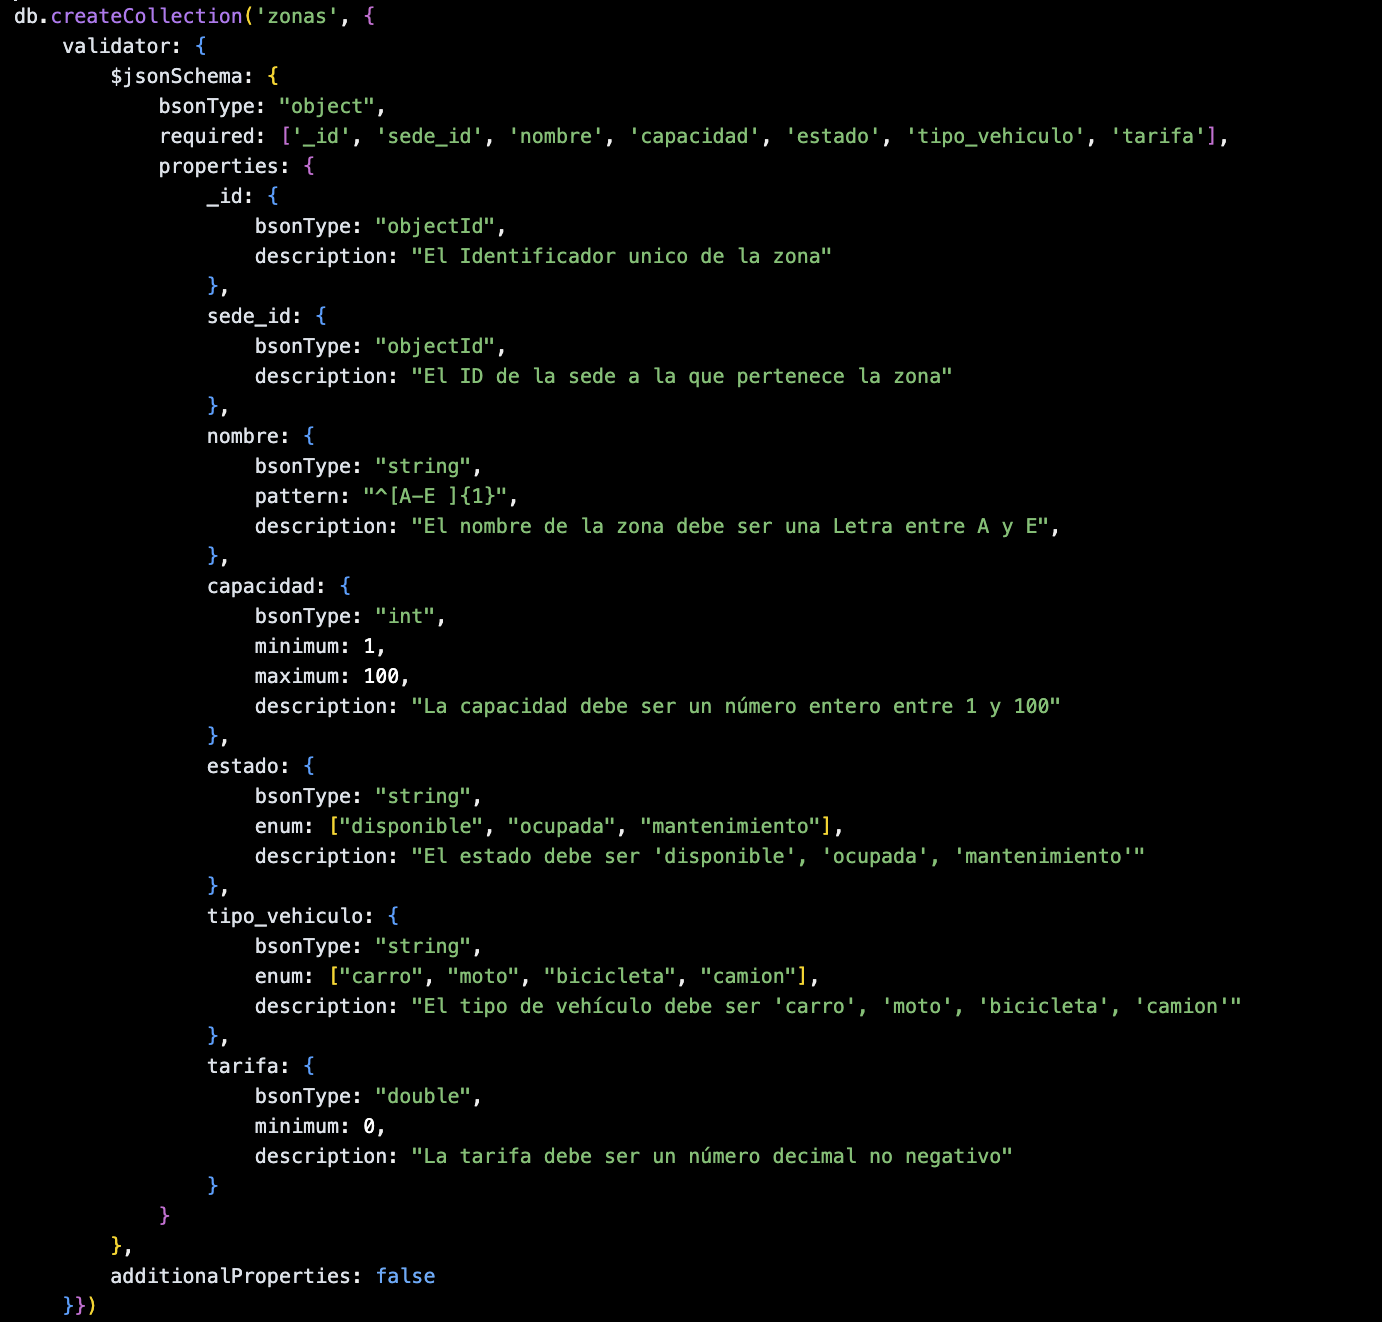 db.createCollection('zonas', {
    validator: {
        $jsonSchema: {
            bsonType: "object",
            required: ['_id', 'sede_id', 'nombre', 'capacidad', 'estado', 'tipo_vehiculo', 'tarifa'],
            properties: {
                _id: {
                    bsonType: "objectId",
                    description: "El Identificador unico de la zona"
                },
                sede_id: {
                    bsonType: "objectId",
                    description: "El ID de la sede a la que pertenece la zona"
                },
                nombre: {
                    bsonType: "string",
                    pattern: "^[A-E ]{1}",
                    description: "El nombre de la zona debe ser una Letra entre A y E",
                },
                capacidad: {
                    bsonType: "int",
                    minimum: 1,
                    maximum: 100,
                    description: "La capacidad debe ser un número entero entre 1 y 100"
                },
                estado: {
                    bsonType: "string",
                    enum: ["disponible", "ocupada", "mantenimiento"],
                    description: "El estado debe ser 'disponible', 'ocupada', 'mantenimiento'"
                },
                tipo_vehiculo: {
                    bsonType: "string",
                    enum: ["carro", "moto", "bicicleta", "camion"],
                    description: "El tipo de vehículo debe ser 'carro', 'moto', 'bicicleta', 'camion'"
                },
                tarifa: {
                    bsonType: "double",
                    minimum: 0,
                    description: "La tarifa debe ser un número decimal no negativo"
                }
            }
        },
        additionalProperties: false
    }})